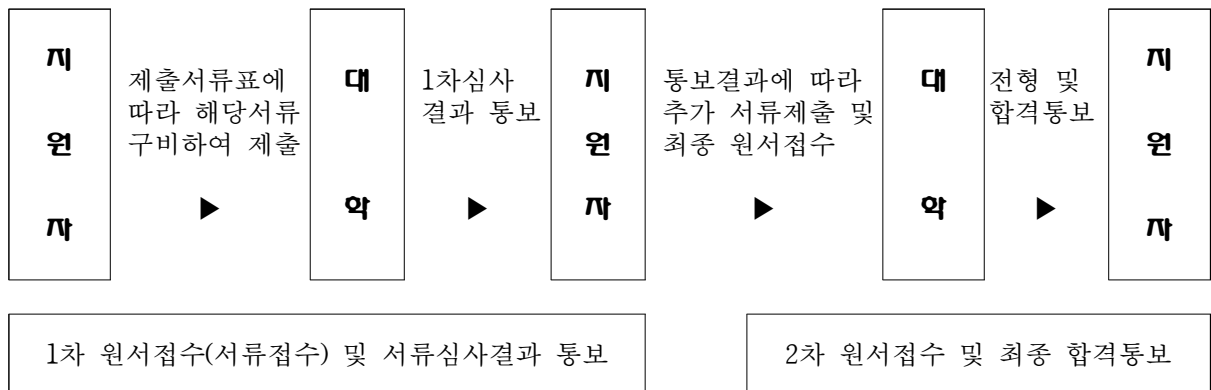 지원자
제출서류표에
따라 해당서류
구비하여 제출
▶
대학
1차심사
결과 통보
▶
지원자
통보결과에 따라
추가 서류제출 및
최종 원서접수
▶
대학
전형 및
합격통보
▶
지원자
1차 원서접수(서류접수) 및 서류심사결과 통보
2차 원서접수 및 최종 합격통보